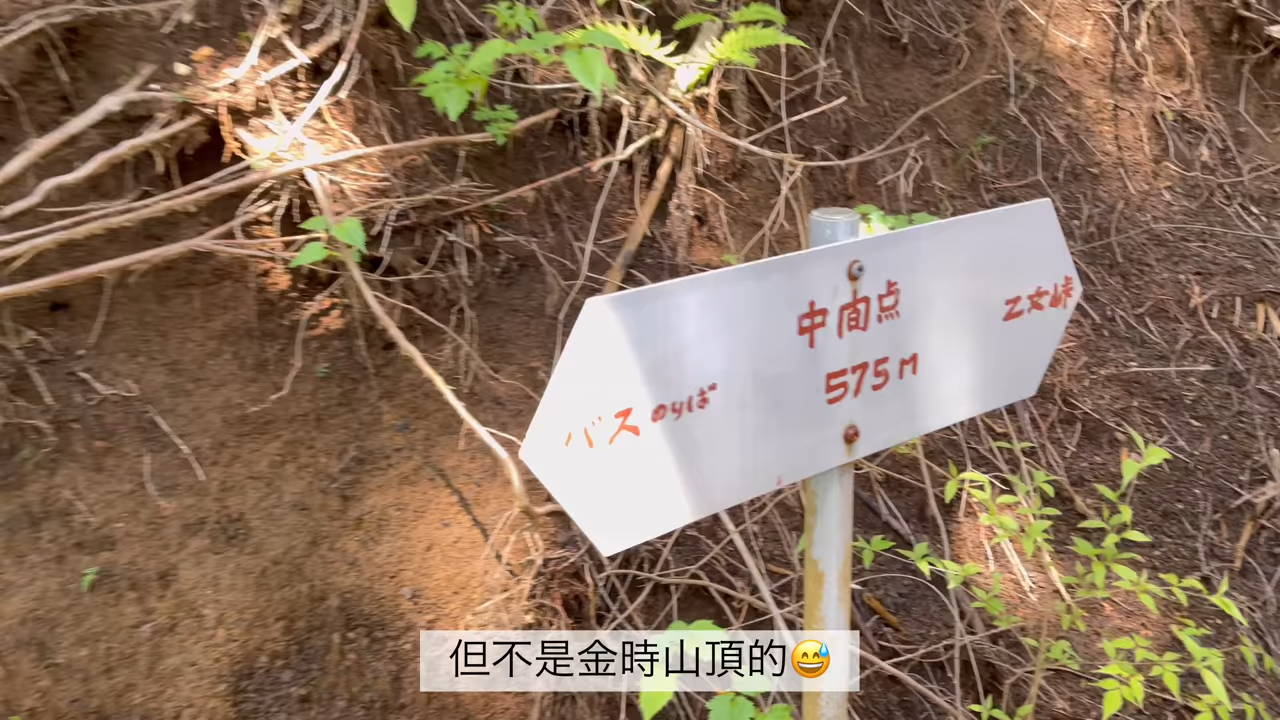 中間点
乙女峠
575M
バスのりば
但不是金時山頂的😅